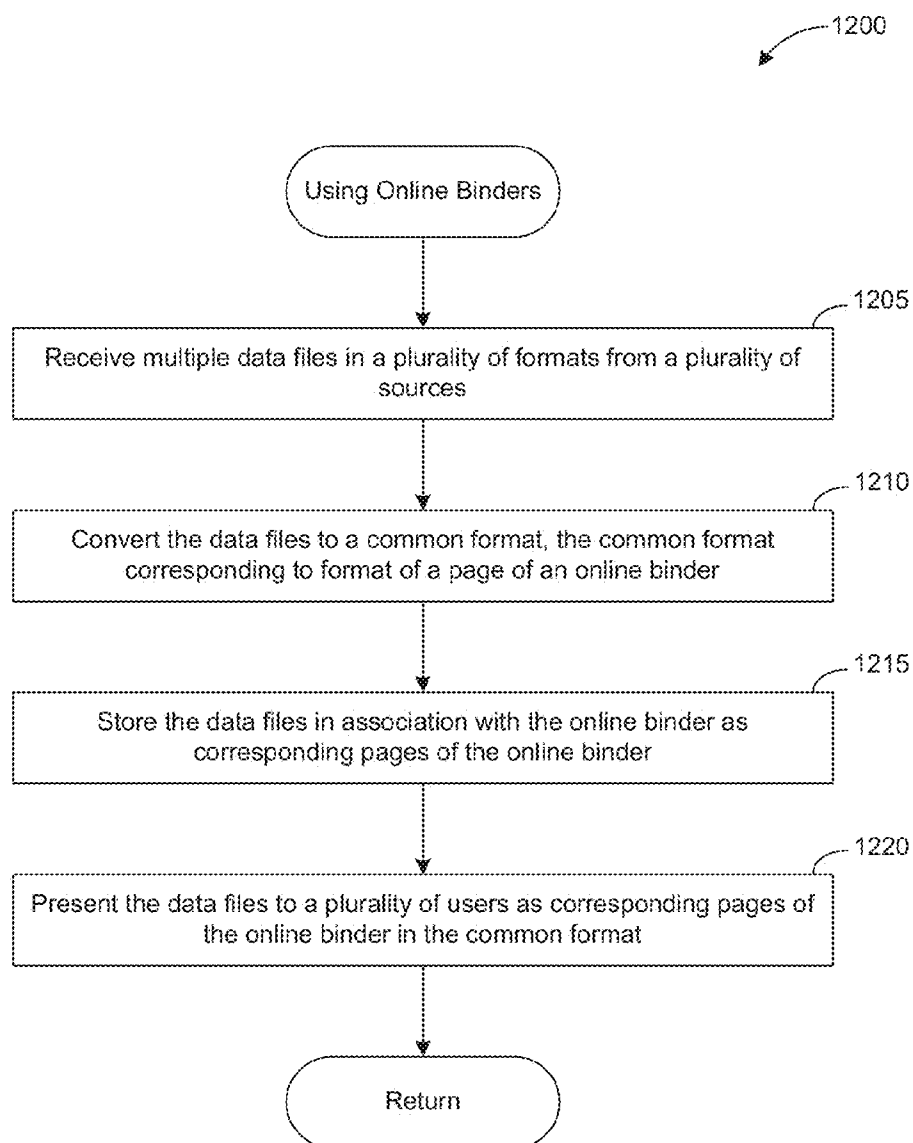 1200
Using Online Binders
1205
Receive multiple data files in a plurality of formats from a plurality of
sources
1210
Convert the data files to a common format, the common format
corresponding to format of a page of an online binder
1215
Store the data files in association with the online binder as
corresponding pages of the online binder
1220
Present the data files to a plurality of users as corresponding pages of
the online binder in the common format
Return